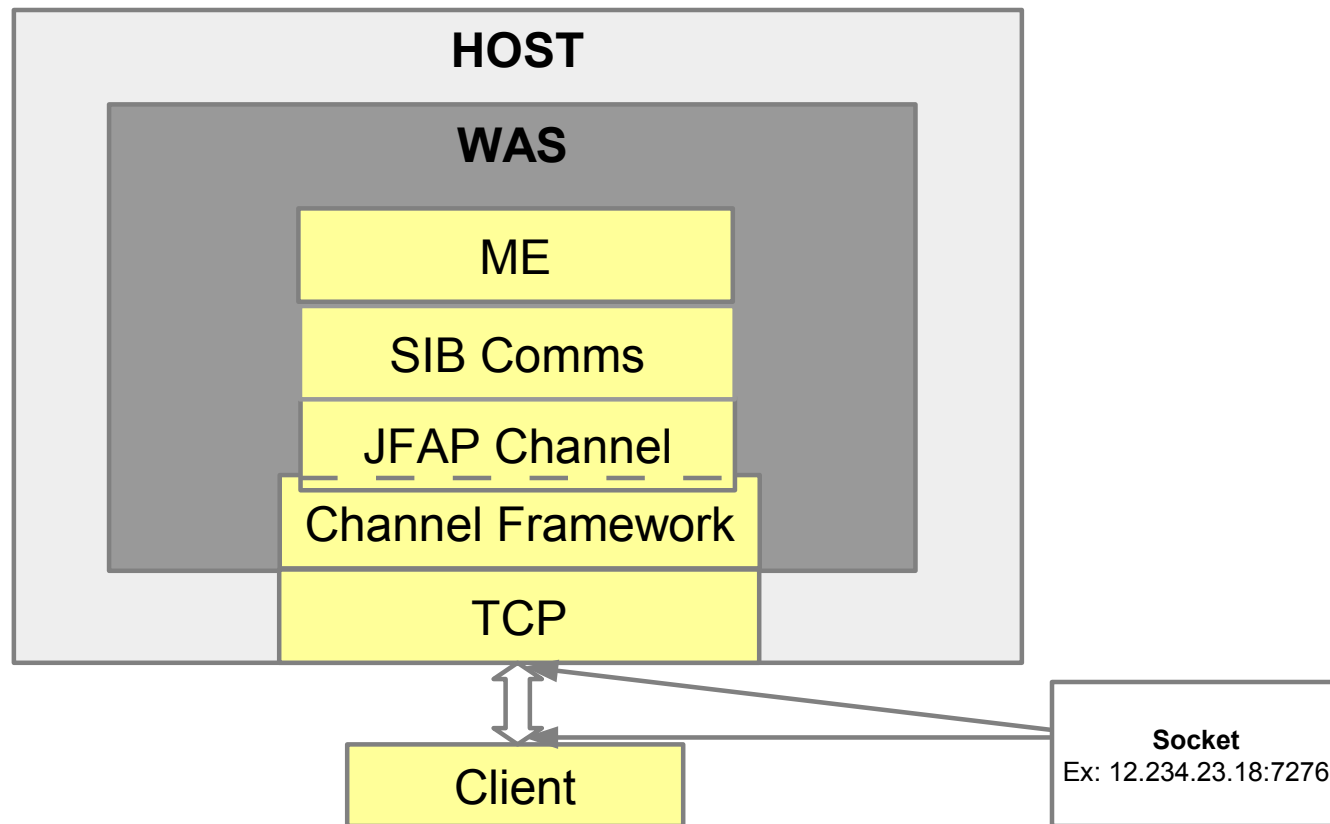 HOST
WAS
ME
SIB Comms
JFAP Channel
Channel Framework
TCP
Socket
Ex: 12.234.23.18:7276
Client